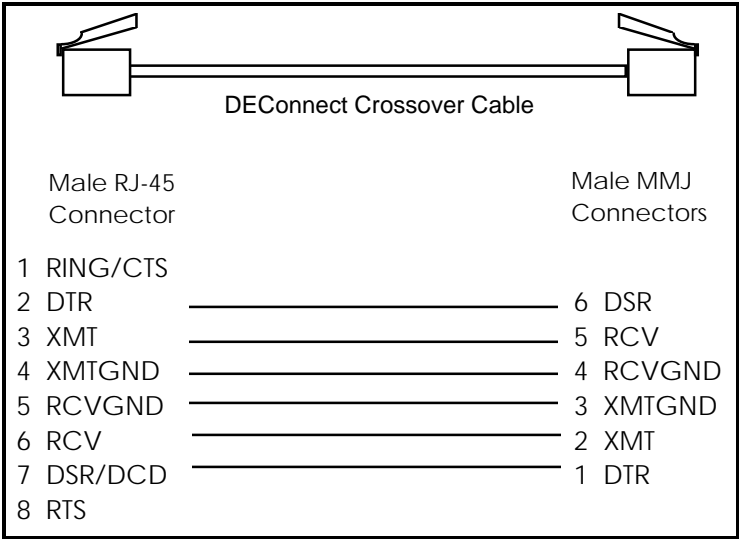 DEConnect Crossover Cable
Male RJ-45 Connector
Male MMJ Connectors
1 RING/CTS
2 DTR 6 DSR
3 XMT 5 RCV
4 XMTGND 4 RCVGND
5 RCVGND 3 XMTGND
6 RCV 2 XMT
7 DSR/DCD 1 DTR
8 RTS